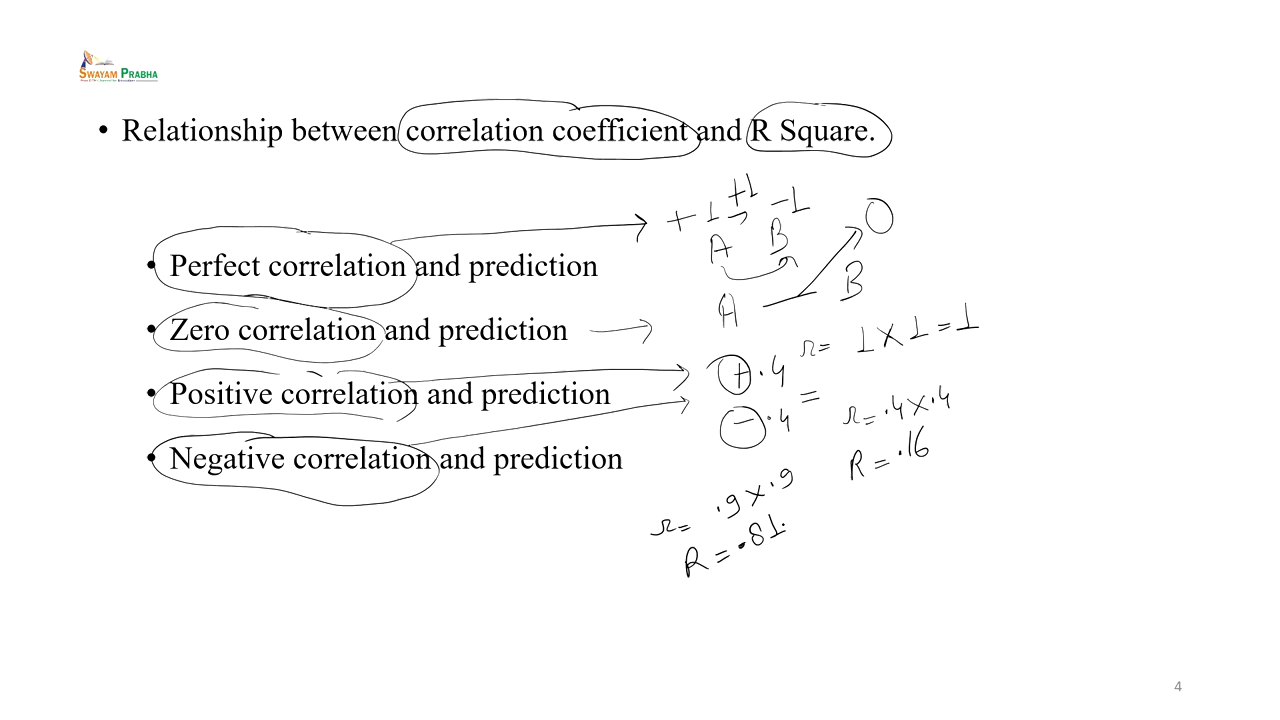 SWAYAM PRABHA
• Relationship between correlation coefficient and R Square.
+1 +1 -1
A B
• Perfect correlation and prediction
A B
• Zero correlation and prediction
r= 1×1=1
• Positive correlation and prediction
+.4 =
-.4
r= .4×.4
R = .16
• Negative correlation and prediction
r= .9×.9
R = .81
4